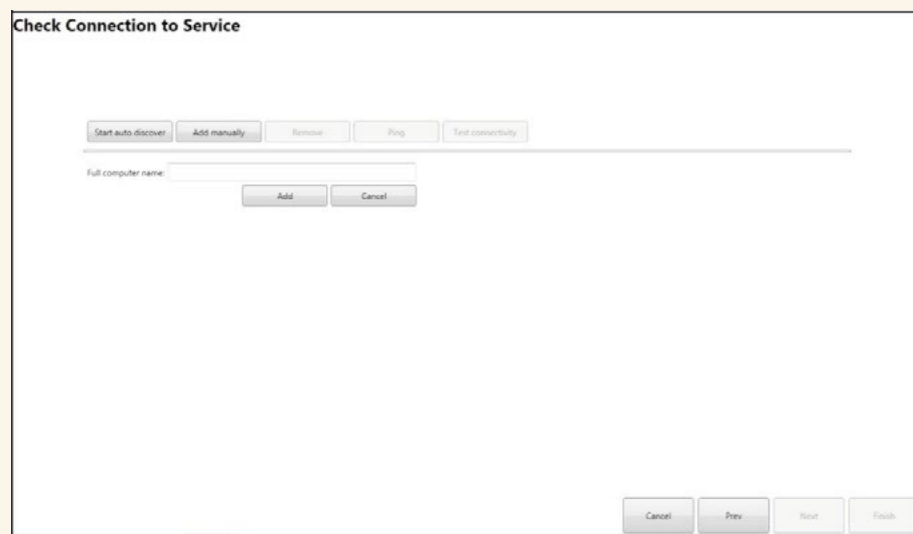 Check Connection to Service
Start auto discover Add manually Remove Ping Test connectivity
Full computer name:
Add Cancel
Cancel Prev Next Finish